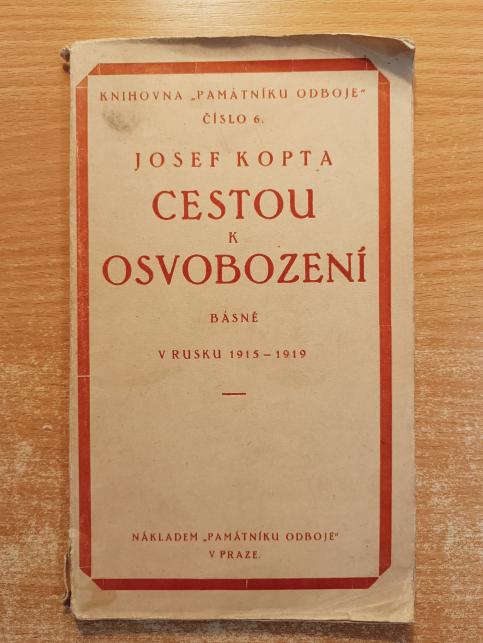 KNIHOVNA „PAMÁTNÍKU ODBOJE"
ČÍSLO 6.
JOSEF KOPTA
CESTOU
K
OSVOBOZENÍ
BÁSNĚ
V RUSKU 1915 – 1919
NÁKLADEM „PAMÁTNÍKU ODBOJE"
V PRAZE.